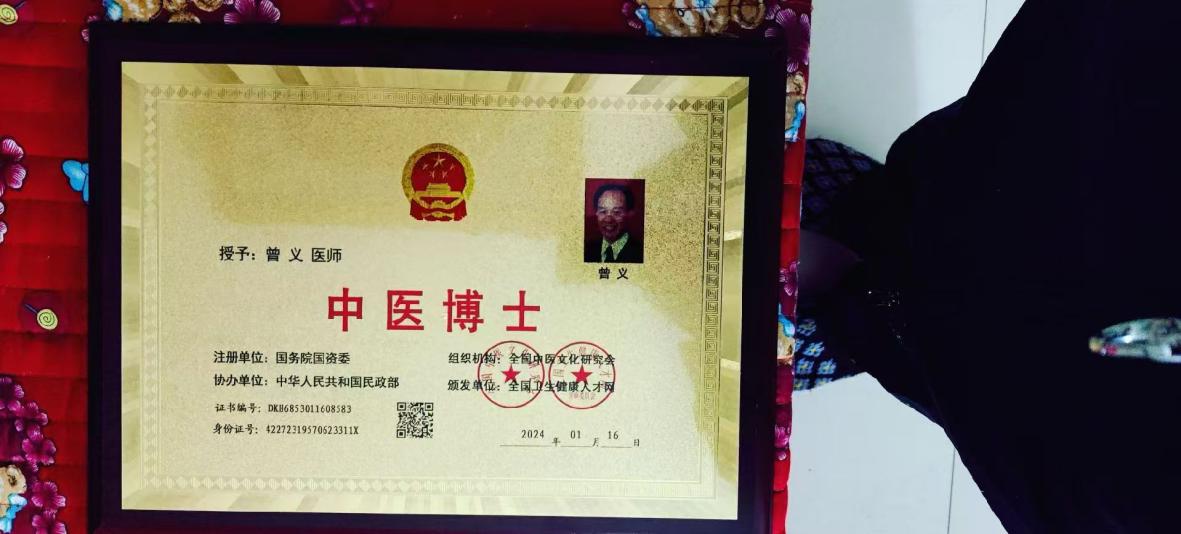 授予：曾 义 医师
曾 义
中医博士
注册单位：国务院国资委
组织机构：全国中医文化研究会
协办单位：中华人民共和国民政部
颁发单位：全国卫生健康人才网
证书编号：DKH6853011608583
身份证号：42272319570623311X
2024 年 01 月 16 日